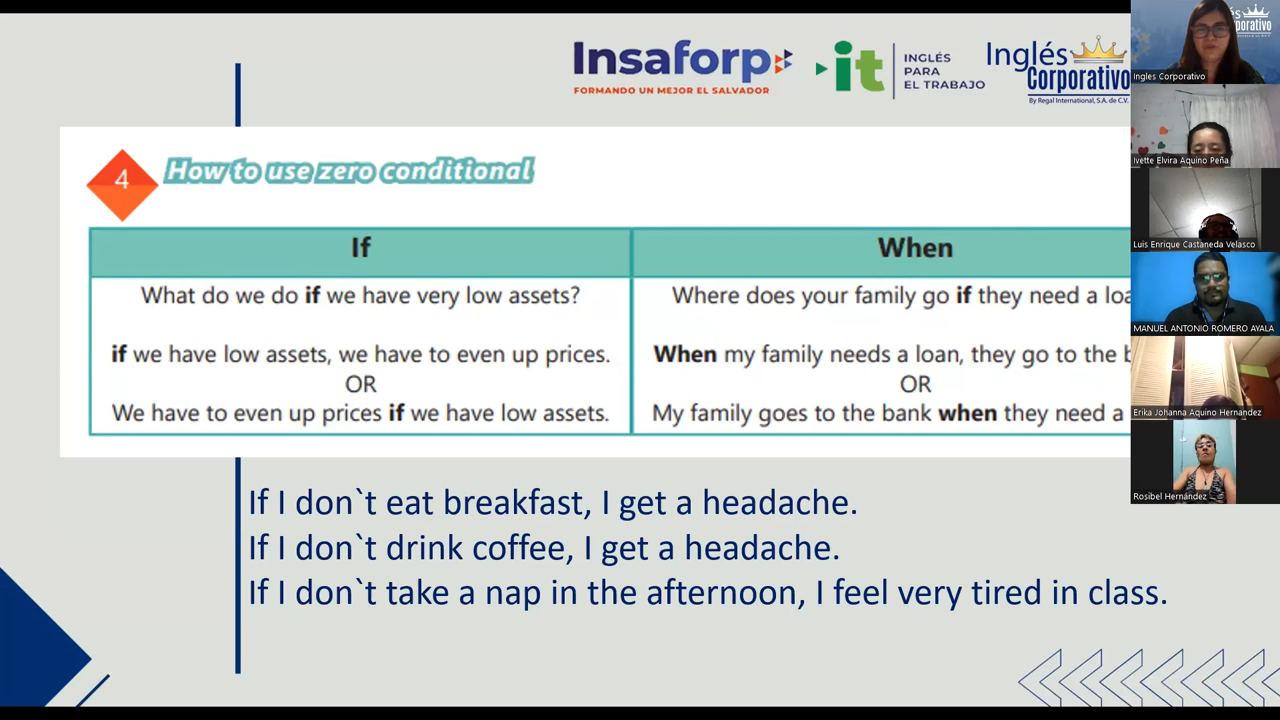 Insaforp
FORMANDO UN MEJOR EL SALVADOR
it
INGLÉS
PARA
EL TRABAJO
Inglés
Corporativo
By Regal International, S.A. de C.V.
4
How to use zero conditional
If
When
What do we do if we have very low assets?
Where does your family go if they need a loa
if we have low assets, we have to even up prices.
When my family needs a loan, they go to the b
OR
OR
We have to even up prices if we have low assets.
My family goes to the bank when they need a
If I don`t eat breakfast, I get a headache.
If I don`t drink coffee, I get a headache.
If I don`t take a nap in the afternoon, I feel very tired in class.
Ingles Corporativo
Ivette Elvira Aquino Peña
Luis Enrique Castaneda Velasco
MANUEL ANTONIO ROMERO AYALA
Erika Johanna Aquino Hernandez
Rosibel Hernández